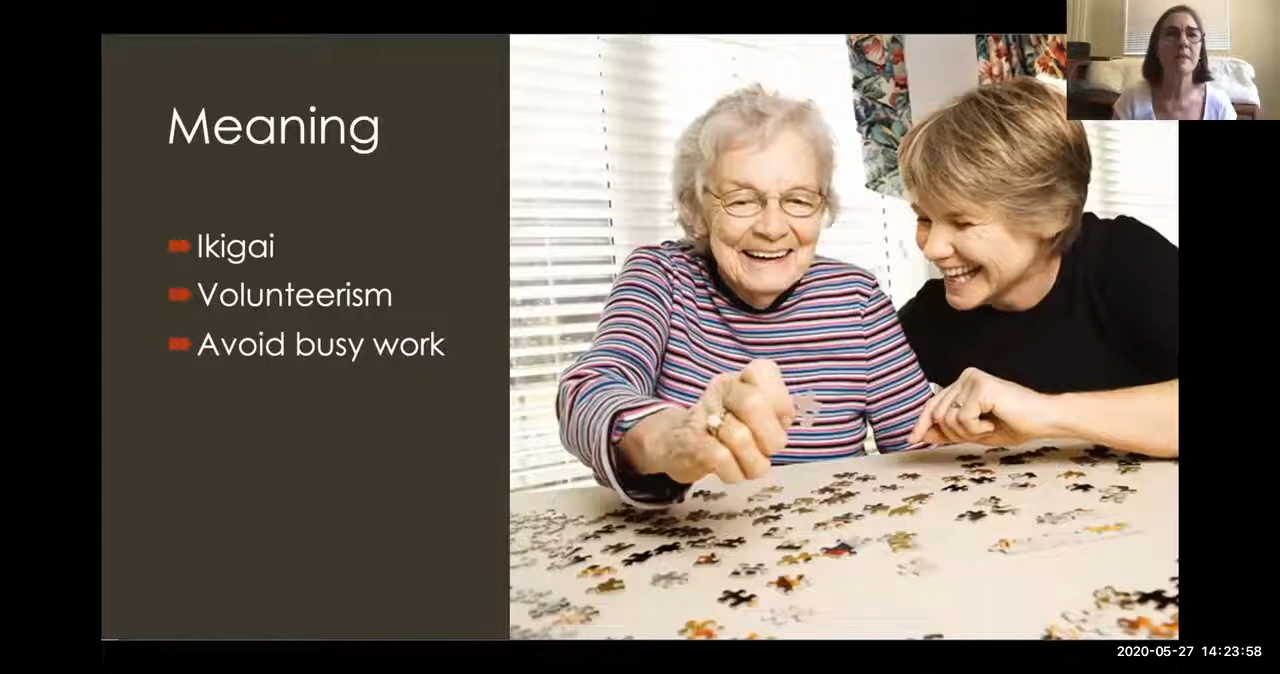 Meaning
Ikigai
Volunteerism
Avoid busy work
2020-05-27 14:23:58